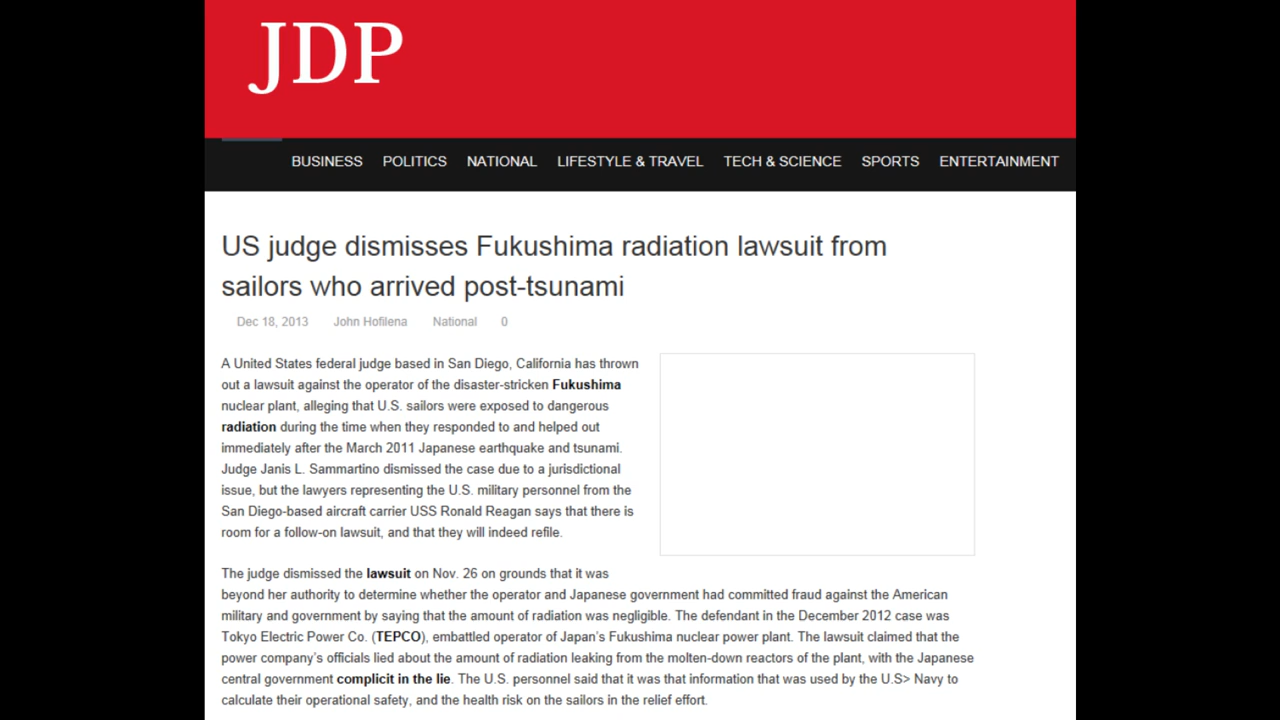 JDP
BUSINESS POLITICS NATIONAL LIFESTYLE & TRAVEL TECH & SCIENCE SPORTS ENTERTAINMENT
US judge dismisses Fukushima radiation lawsuit from
sailors who arrived post-tsunami
Dec 18, 2013 John Hofilena National 0
A United States federal judge based in San Diego, California has thrown
out a lawsuit against the operator of the disaster-stricken Fukushima
nuclear plant, alleging that U.S. sailors were exposed to dangerous
radiation during the time when they responded to and helped out
immediately after the March 2011 Japanese earthquake and tsunami.
Judge Janis L. Sammartino dismissed the case due to a jurisdictional
issue, but the lawyers representing the U.S. military personnel from the
San Diego-based aircraft carrier USS Ronald Reagan says that there is
room for a follow-on lawsuit, and that they will indeed refile.
The judge dismissed the lawsuit on Nov. 26 on grounds that it was
beyond her authority to determine whether the operator and Japanese government had committed fraud against the American
military and government by saying that the amount of radiation was negligible. The defendant in the December 2012 case was
Tokyo Electric Power Co. (TEPCO), embattled operator of Japan's Fukushima nuclear power plant. The lawsuit claimed that the
power company's officials lied about the amount of radiation leaking from the molten-down reactors of the plant, with the Japanese
central government complicit in the lie. The U.S. personnel said that it was that information that was used by the U.S> Navy to
calculate their operational safety, and the health risk on the sailors in the relief effort.